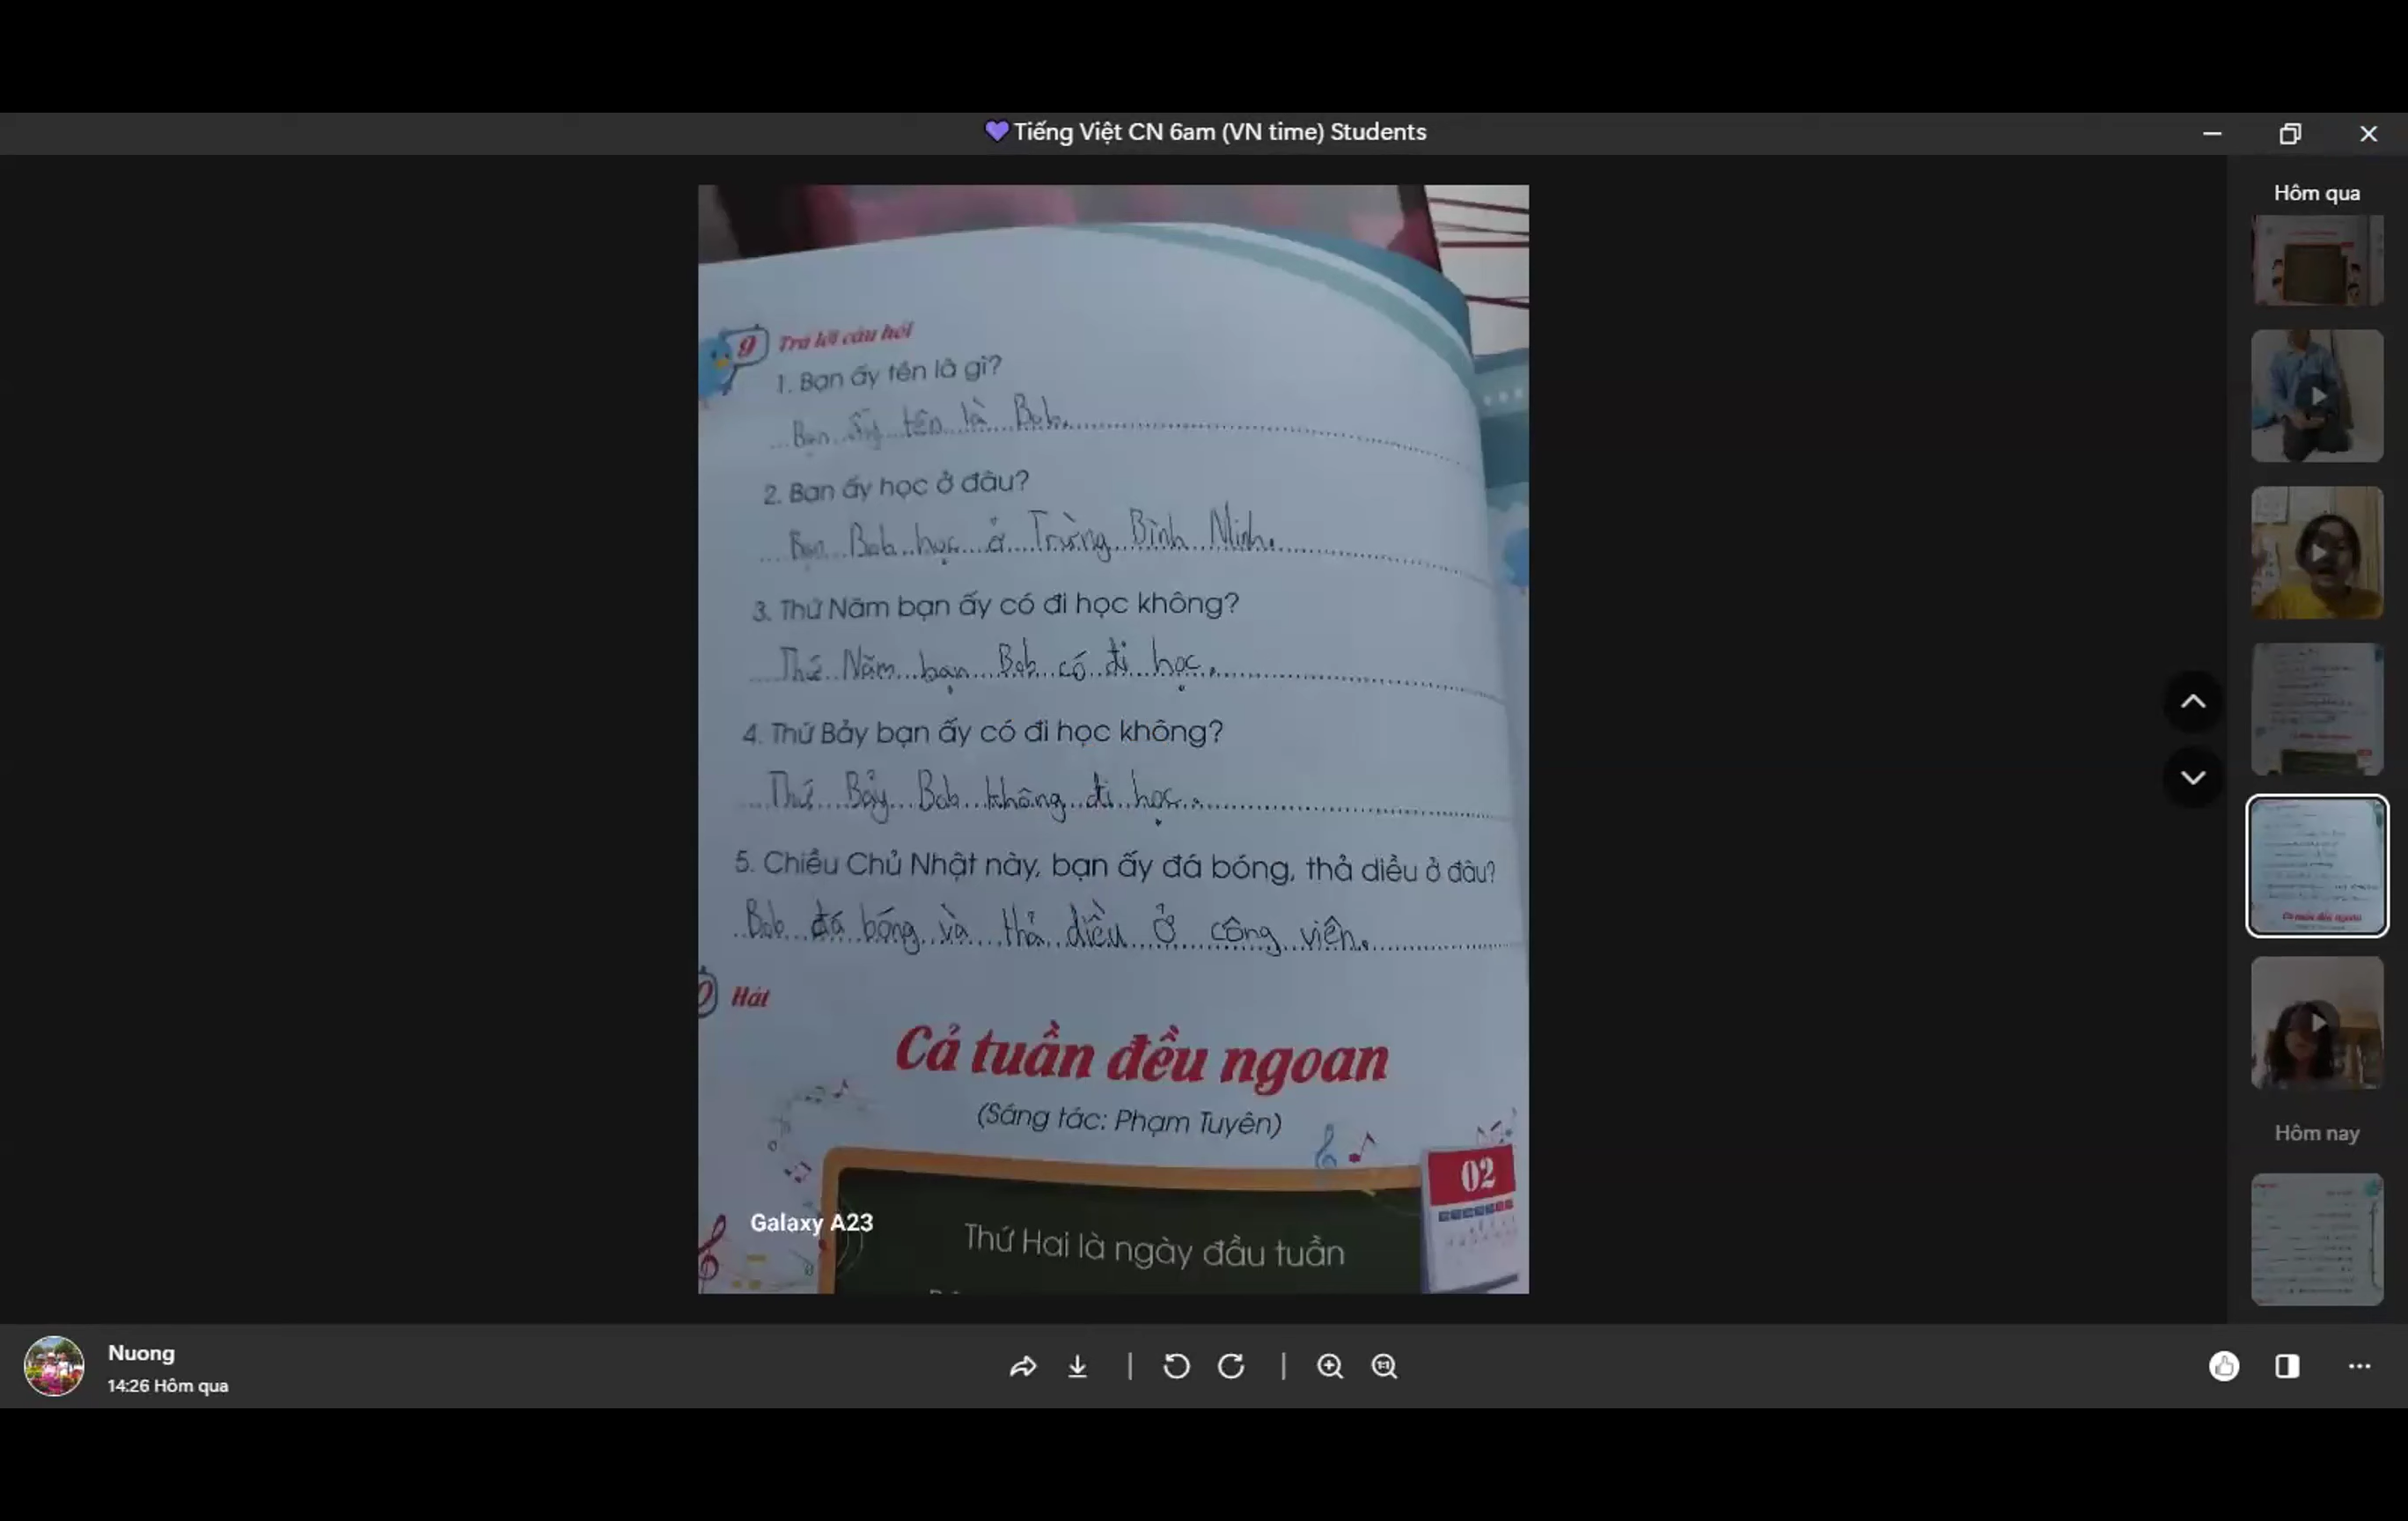 💜Tiếng Việt CN 6am (VN time) Students
Hôm qua
9 Trả lời câu hỏi
1. Bạn ấy tên là gì?
Bạn ấy tên là Bob.
2. Bạn ấy học ở đâu?
Bạn Bob học ở Trường Bình Ninh.
3. Thứ Năm bạn ấy có đi học không?
Thứ Năm bạn Bob có đi học.
4. Thứ Bảy bạn ấy có đi học không?
Thứ Bảy Bob không đi học.
5. Chiều Chủ Nhật này, bạn ấy đá bóng, thả diều ở đâu?
Bob đá bóng và thả diều ở công viên.
Hát
Cả tuần đều ngoan
(Sáng tác: Phạm Tuyên)
02
Thứ Hai là ngày đầu tuần
Galaxy A23
Hôm nay
Nuong
14:26 Hôm qua